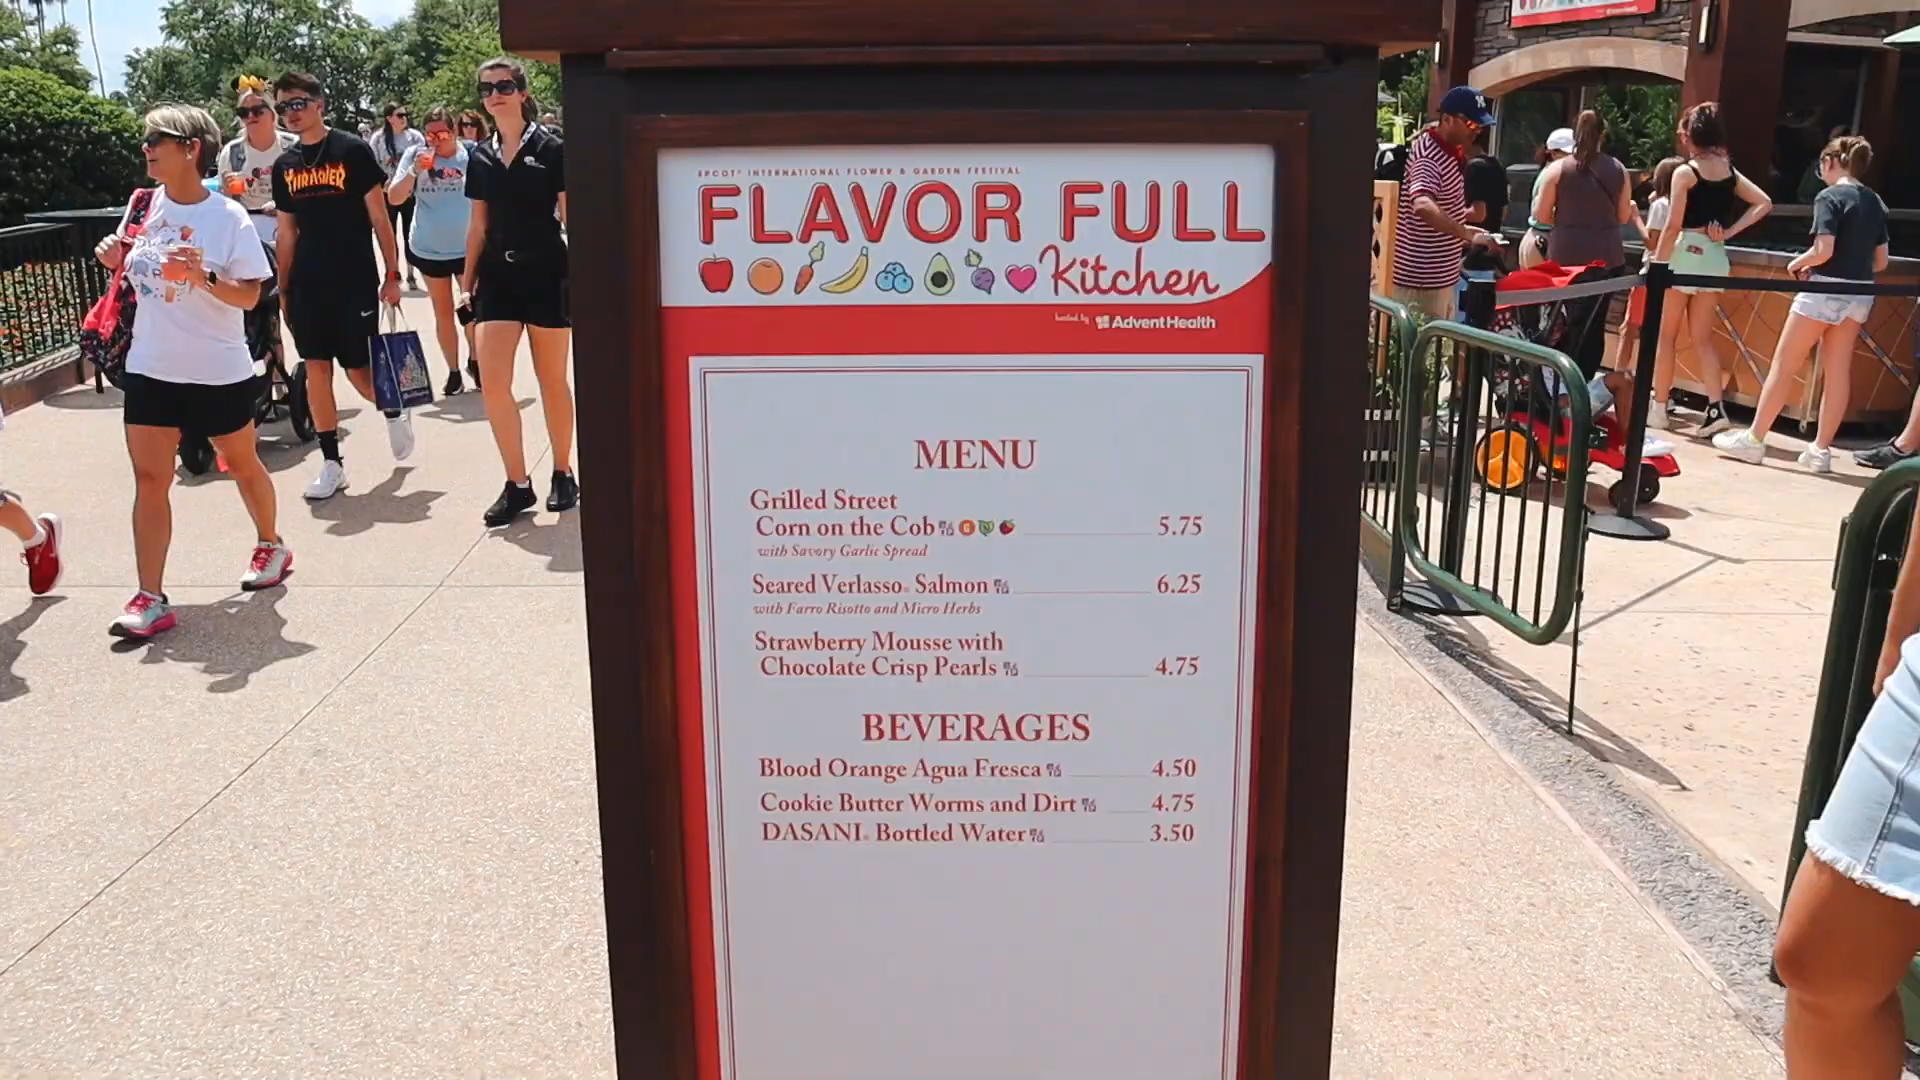 EPCOT® INTERNATIONAL FLOWER & GARDEN FESTIVAL
FLAVOR FULL
Kitchen
hosted by AdventHealth
MENU
Grilled Street
Corn on the Cob 5.75
with Savory Garlic Spread
Seared Verlasso® Salmon 6.25
with Farro Risotto and Micro Herbs
Strawberry Mousse with
Chocolate Crisp Pearls 4.75
BEVERAGES
Blood Orange Agua Fresca 4.50
Cookie Butter Worms and Dirt 4.75
DASANI® Bottled Water 3.50
THRASHER